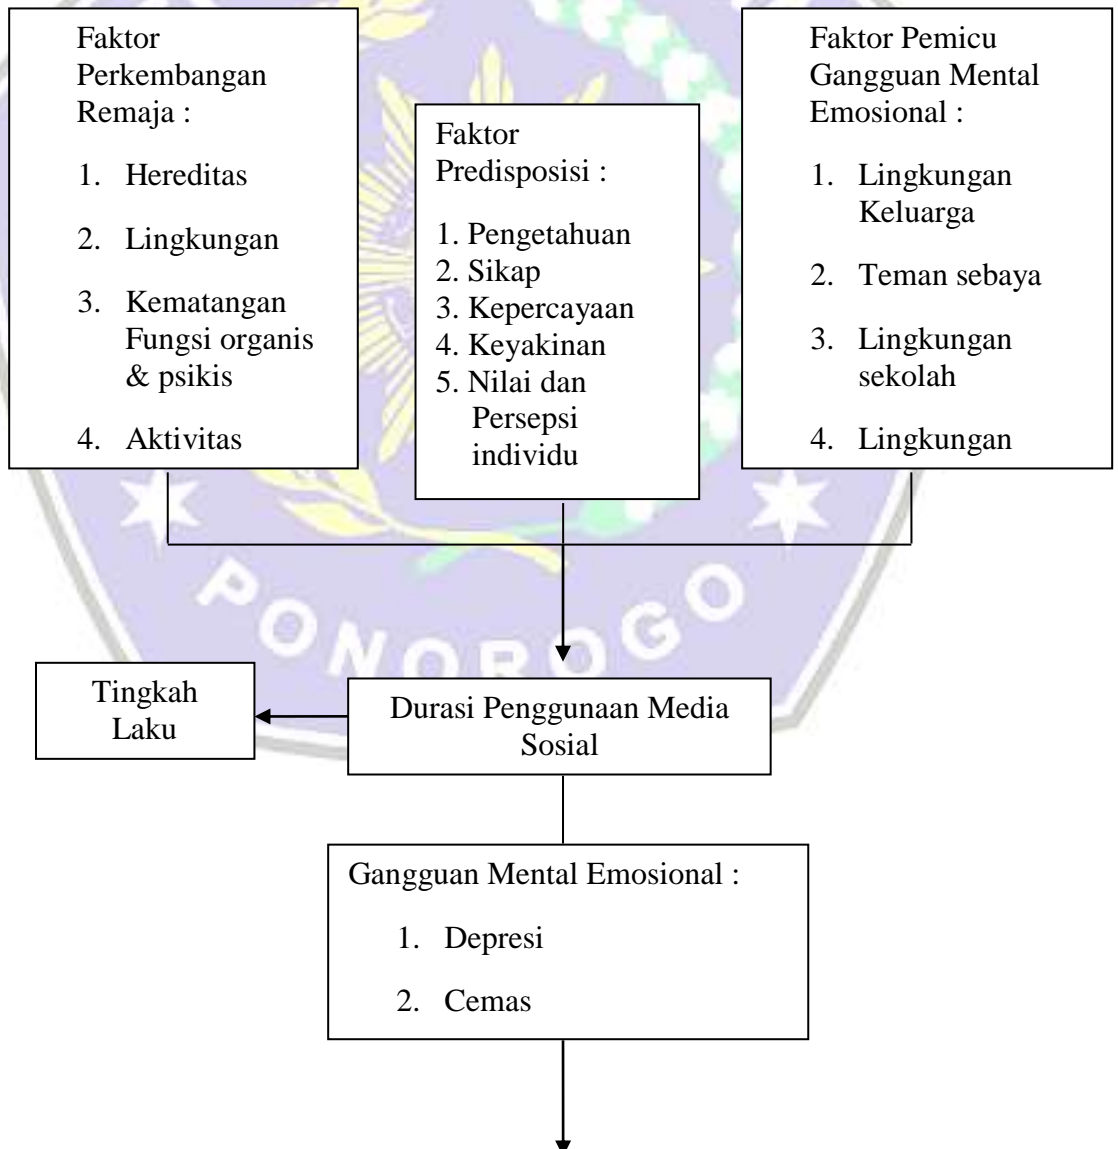 Faktor
Perkembangan
Remaja :
1. Hereditas
2. Lingkungan
3. Kematangan
Fungsi organis
& psikis
4. Aktivitas
Faktor
Predisposisi :
1. Pengetahuan
2. Sikap
3. Kepercayaan
4. Keyakinan
5. Nilai dan
Persepsi
individu
Faktor Pemicu
Gangguan Mental
Emosional :
1. Lingkungan
Keluarga
2. Teman sebaya
3. Lingkungan
sekolah
4. Lingkungan
PONOROGO
Tingkah
Laku
Durasi Penggunaan Media
Sosial
Gangguan Mental Emosional :
1. Depresi
2. Cemas